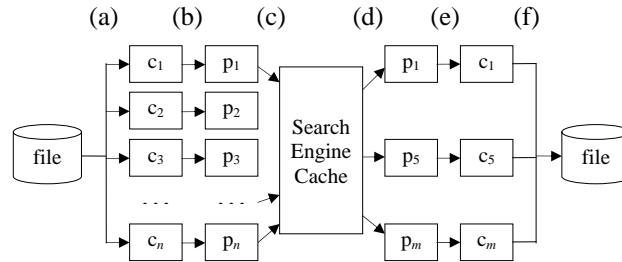 (a) (b) (c) (d) (e) (f)
c₁ p₁ p₁ c₁
c₂ p₂
file c₃ p₃ Search Engine Cache p₅ c₅ file
. . . . . .
cₙ pₙ pₘ cₘ